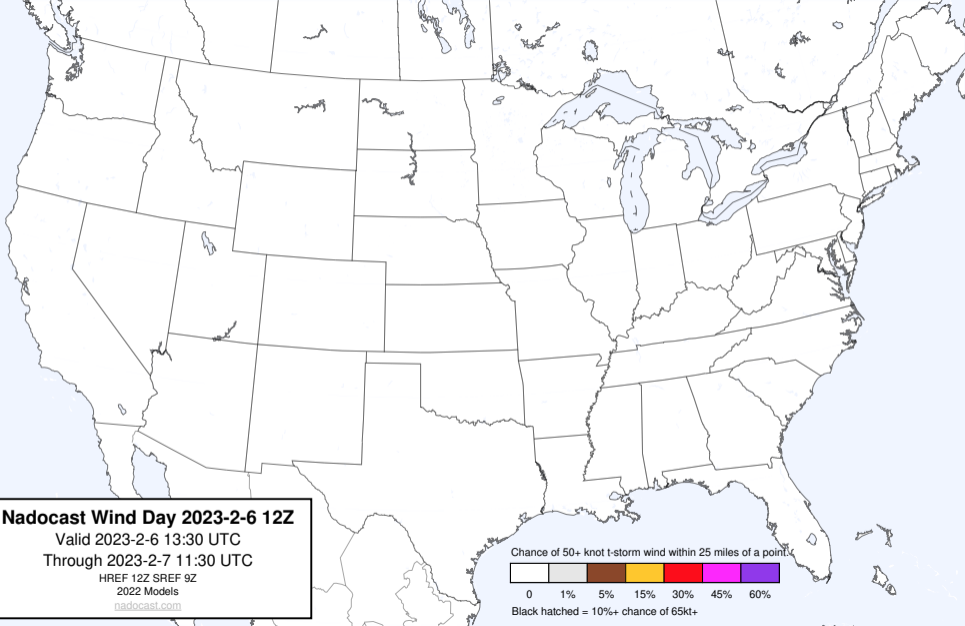 Nadocast Wind Day 2023-2-6 12Z
Valid 2023-2-6 13:30 UTC
Through 2023-2-7 11:30 UTC
HREF 12Z SREF 9Z
2022 Models
nadocast.com
Chance of 50+ knot t-storm wind within 25 miles of a point.
0 1% 5% 15% 30% 45% 60%
Black hatched = 10%+ chance of 65kt+